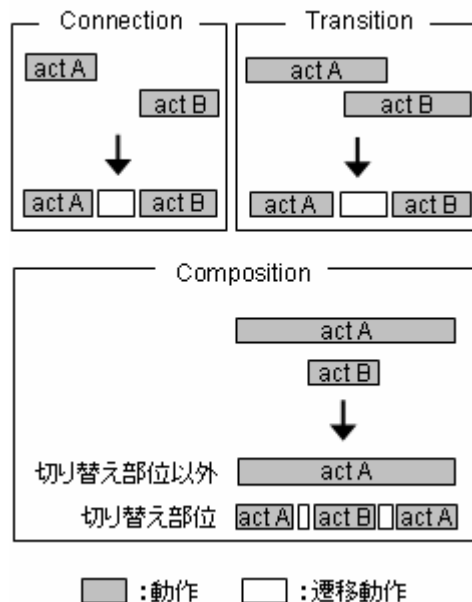 Connection
act A
act B
act A act B
Transition
act A
act B
act A act B
Composition
act A
act B
切り替え部位以外 act A
切り替え部位 act A act B act A
:動作 :遷移動作